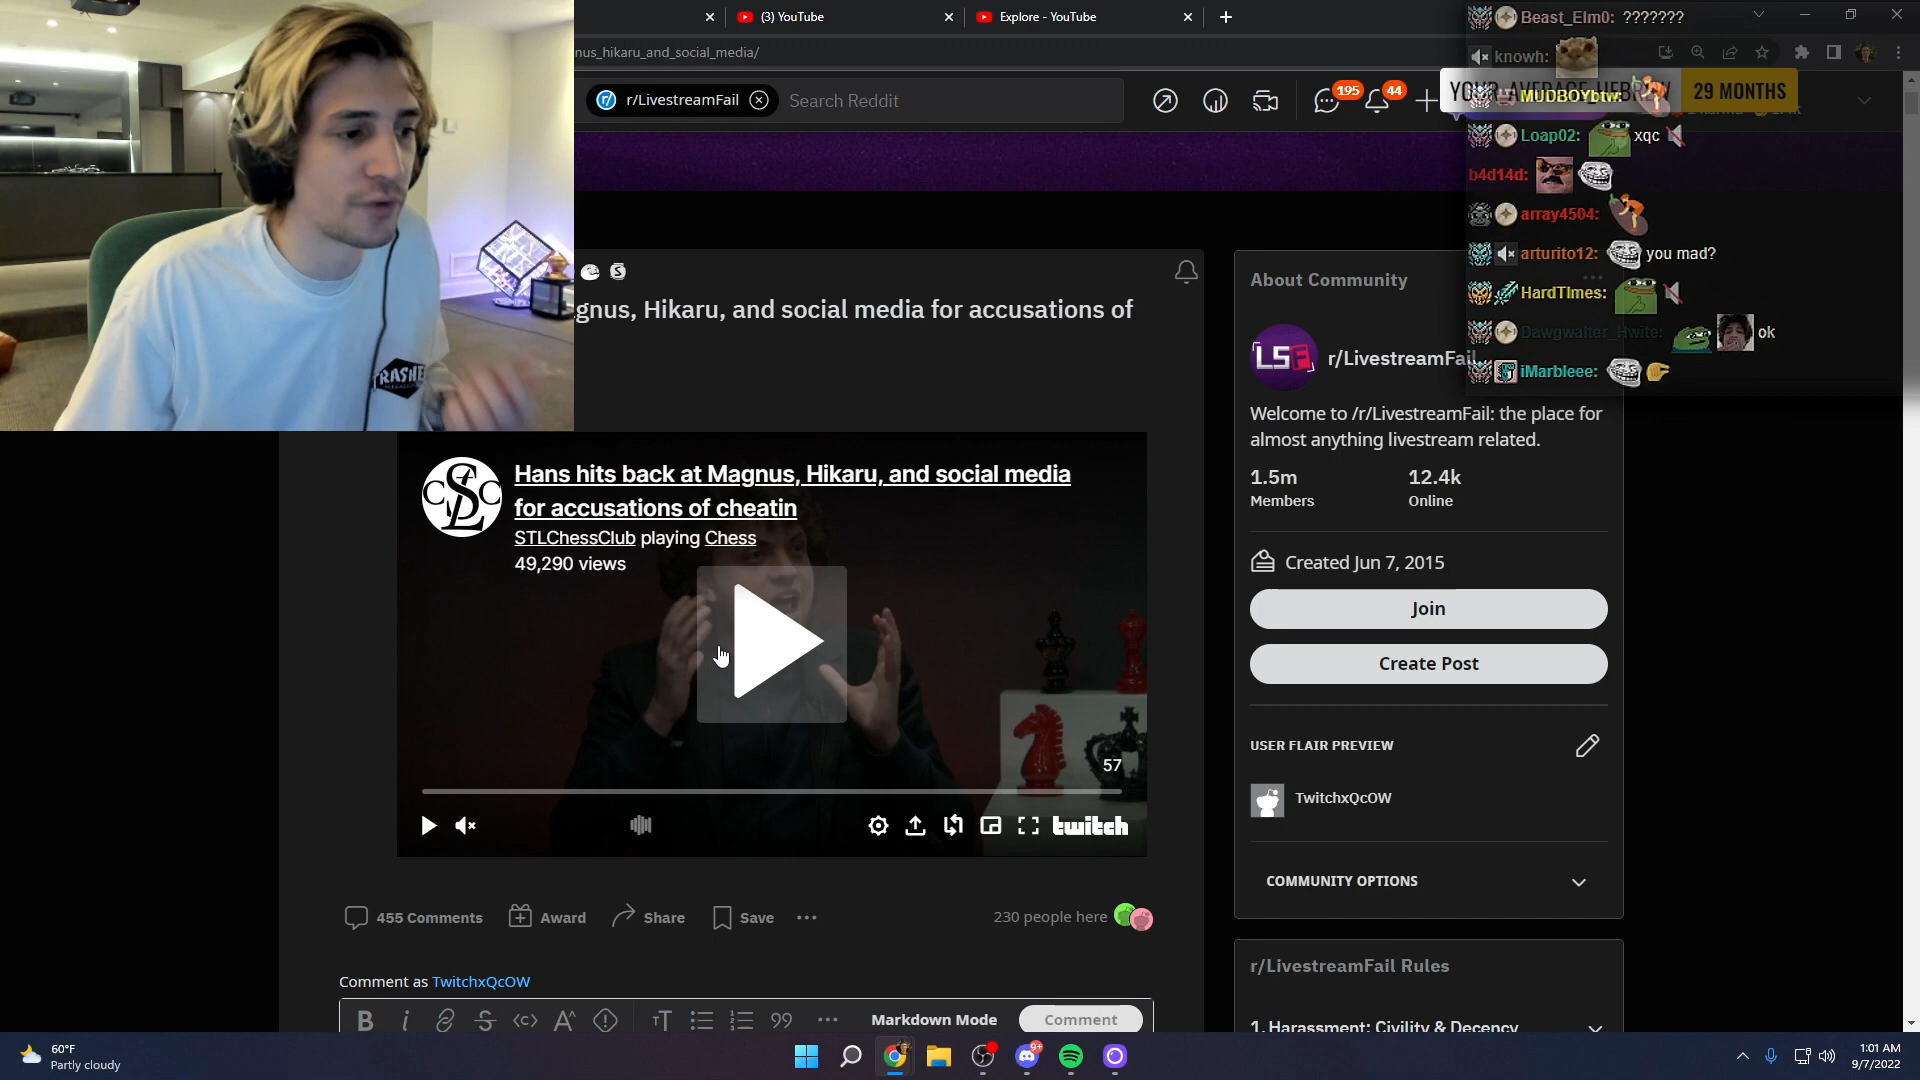 (3) YouTube
Explore - YouTube
nus_hikaru_and_social_media/
r/LivestreamFail
Search Reddit
195
44
29 MONTHS
Beast_Elm0: ???????
knowh:
MUDBOYbtw:
Loap02: xqc
b4d14d:
array4504:
arturito12: you mad?
HardTImes:
Dawgwalter_Hwite: ok
iMarbleee:
gnus, Hikaru, and social media for accusations of
TRASHER
Hans hits back at Magnus, Hikaru, and social media
for accusations of cheatin
STLChessClub playing Chess
49,290 views
57
twitch
455 Comments
Award
Share
Save
230 people here
Comment as TwitchxQcOW
Markdown Mode
Comment
About Community
LSF
r/LivestreamFail
Welcome to /r/LivestreamFail: the place for
almost anything livestream related.
1.5m
12.4k
Members
Online
Created Jun 7, 2015
Join
Create Post
USER FLAIR PREVIEW
TwitchxQcOW
COMMUNITY OPTIONS
r/LivestreamFail Rules
1. Harassment: Civility & Decency
60°F
Partly cloudy
9+
1:01 AM
9/7/2022